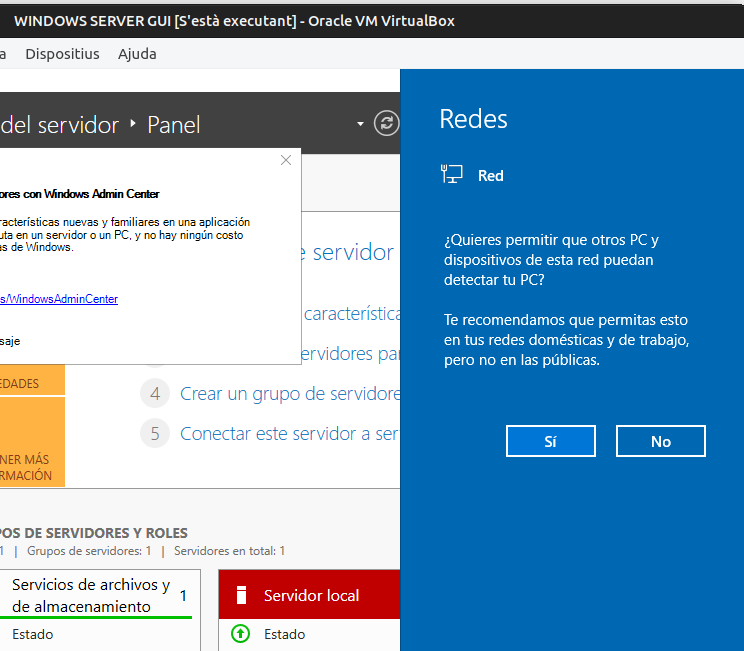 WINDOWS SERVER GUI [S'està executant] - Oracle VM VirtualBox
a Dispositius Ajuda
del servidor Panel
ores con Windows Admin Center
racterísticas nuevas y familiares en una aplicación
uta en un servidor o un PC, y no hay ningún costo
as de Windows.
s/WindowsAdminCenter
saje
e servidor
característica
ervidores par
4 Crear un grupo de servidore
5 Conectar este servidor a ser
EDADES
NER MÁS
RMACIÓN
POS DE SERVIDORES Y ROLES
1 | Grupos de servidores: 1 | Servidores en total: 1
Servicios de archivos y
de almacenamiento
1
Estado
Servidor local
Estado
Redes
Red
¿Quieres permitir que otros PC y
dispositivos de esta red puedan
detectar tu PC?
Te recomendamos que permitas esto
en tus redes domésticas y de trabajo,
pero no en las públicas.
Sí No